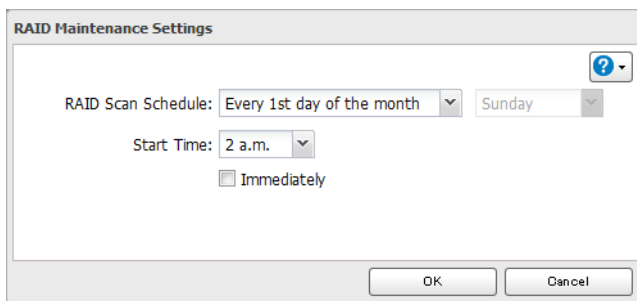 RAID Maintenance Settings
?
RAID Scan Schedule: Every 1st day of the month Sunday
Start Time: 2 a.m.
Immediately
OK Cancel